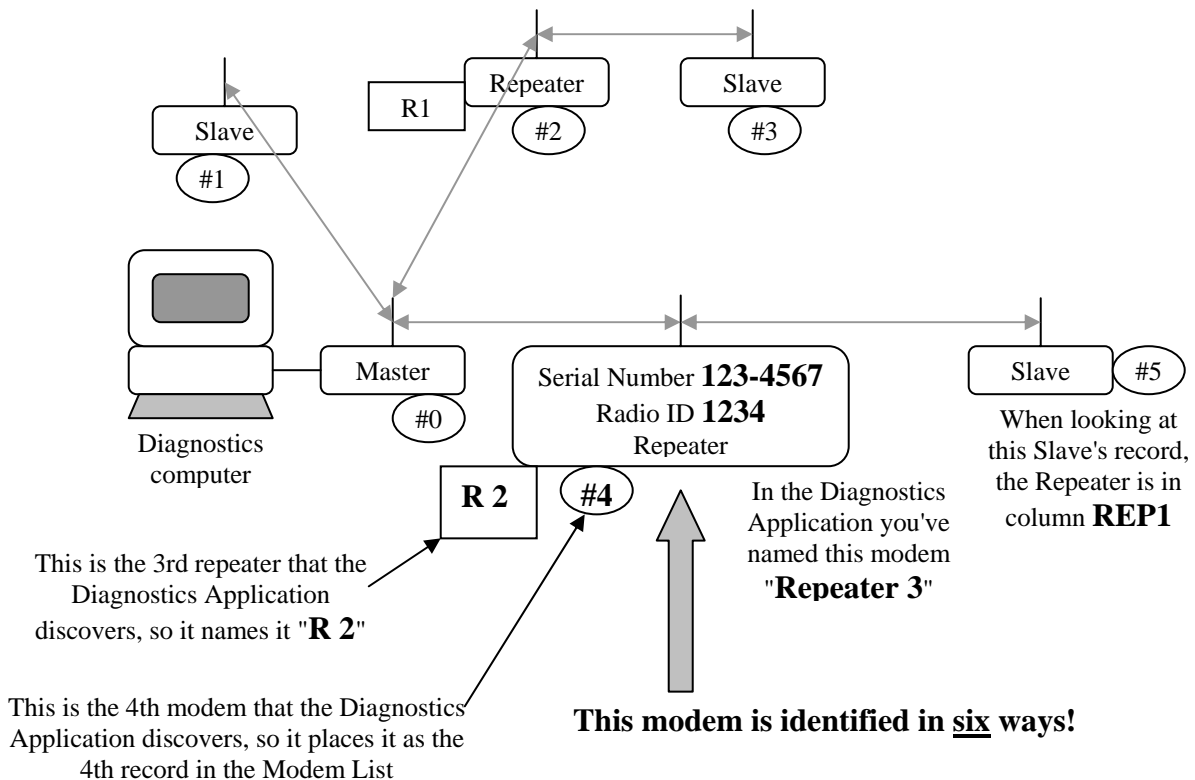 Repeater
Slave
R1
#2
#3
Slave
#1
Master
#0
Diagnostics
computer
Serial Number 123-4567
Radio ID 1234
Repeater
R 2
#4
Slave
#5
When looking at
this Slave's record,
the Repeater is in
column REP1
In the Diagnostics
Application you've
named this modem
"Repeater 3"
This is the 3rd repeater that the
Diagnostics Application
discovers, so it names it "R 2"
This is the 4th modem that the Diagnostics
Application discovers, so it places it as the
4th record in the Modem List
This modem is identified in six ways!